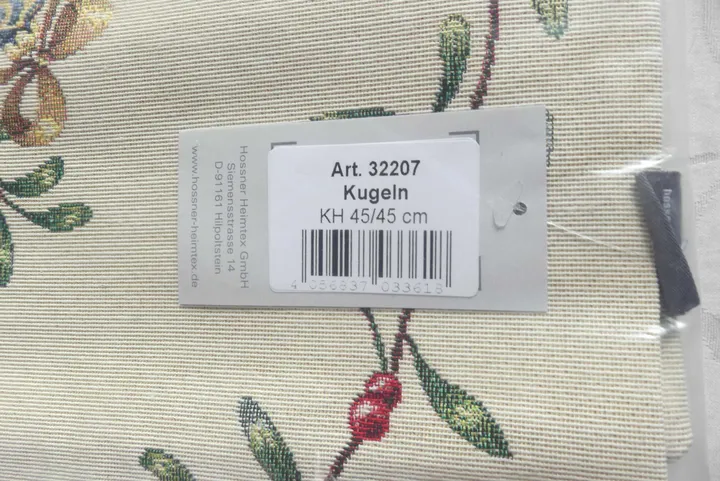 Art. 32207
Kugeln
KH 45/45 cm
4 056937 033618
Hossner Heimtex GmbH
Siemensstrasse 14
D-91161 Hilpoltstein
www.hossner-heimtex.de